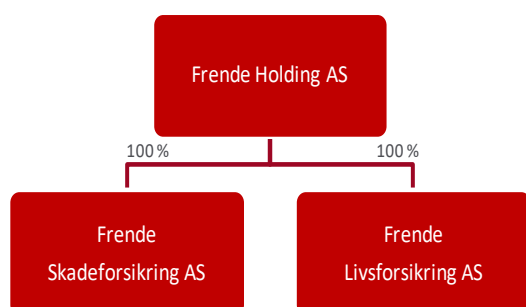 Frende Holding AS
100 %
100 %
Frende
Skadeforsikring AS
Frende
Livsforsikring AS